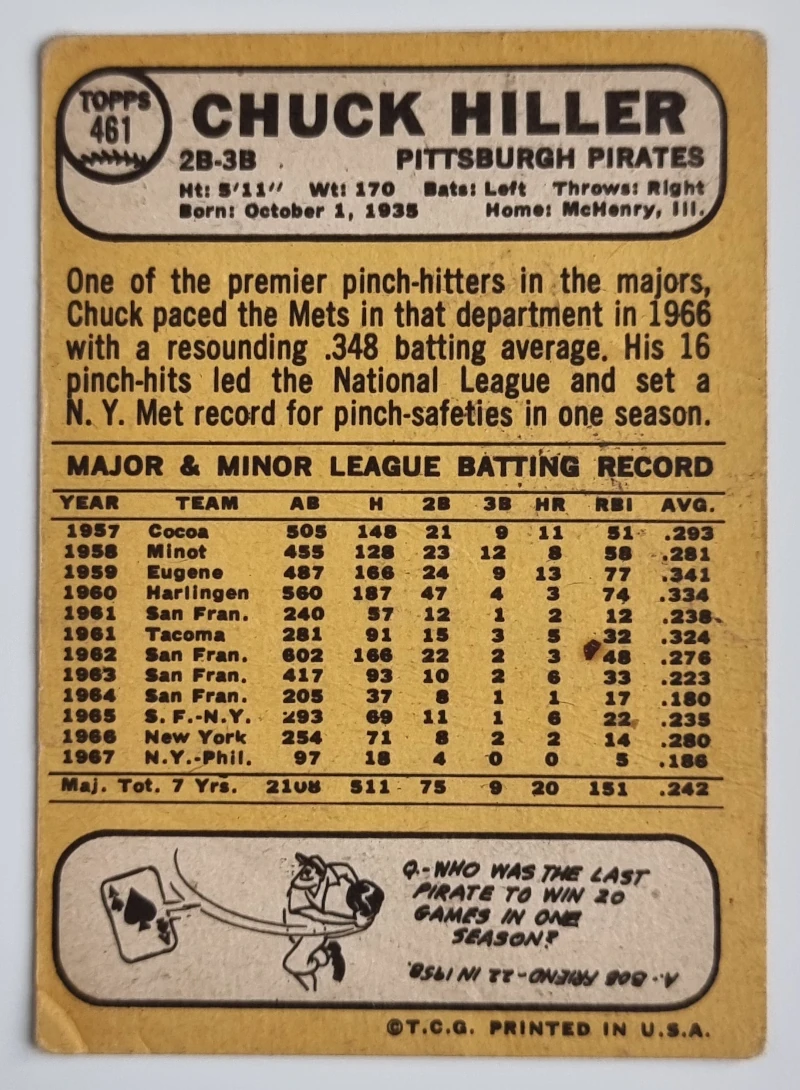 TOPPS
461
CHUCK HILLER
2B-3B PITTSBURGH PIRATES
Ht: 5'11" Wt: 170 Bats: Left Throws: Right
Born: October 1, 1935 Home: McHenry, Ill.
One of the premier pinch-hitters in the majors,
Chuck paced the Mets in that department in 1966
with a resounding .348 batting average. His 16
pinch-hits led the National League and set a
N. Y. Met record for pinch-safeties in one season.
MAJOR & MINOR LEAGUE BATTING RECORD
YEAR TEAM AB H 2B 3B HR RBI AVG.
1957 Cocoa 505 148 21 9 11 51 .293
1958 Minot 455 128 23 12 8 58 .281
1959 Eugene 487 166 24 9 13 77 .341
1960 Harlingen 560 187 47 4 3 74 .334
1961 San Fran. 240 57 12 1 2 12 .238
1961 Tacoma 281 91 15 3 5 32 .324
1962 San Fran. 602 166 22 2 3 48 .276
1963 San Fran. 417 93 10 2 6 33 .223
1964 San Fran. 205 37 8 1 1 17 .180
1965 S. F.-N.Y. 293 69 11 1 6 22 .235
1966 New York 254 71 8 2 2 14 .280
1967 N.Y.-Phil. 97 18 4 0 0 5 .186
Maj. Tot. 7 Yrs. 2108 511 75 9 20 151 .242
Q.-WHO WAS THE LAST
PIRATE TO WIN 20
GAMES IN ONE
SEASON?
A.-BOB FRIEND-22 IN 1958.
©T.C.G. PRINTED IN U.S.A.